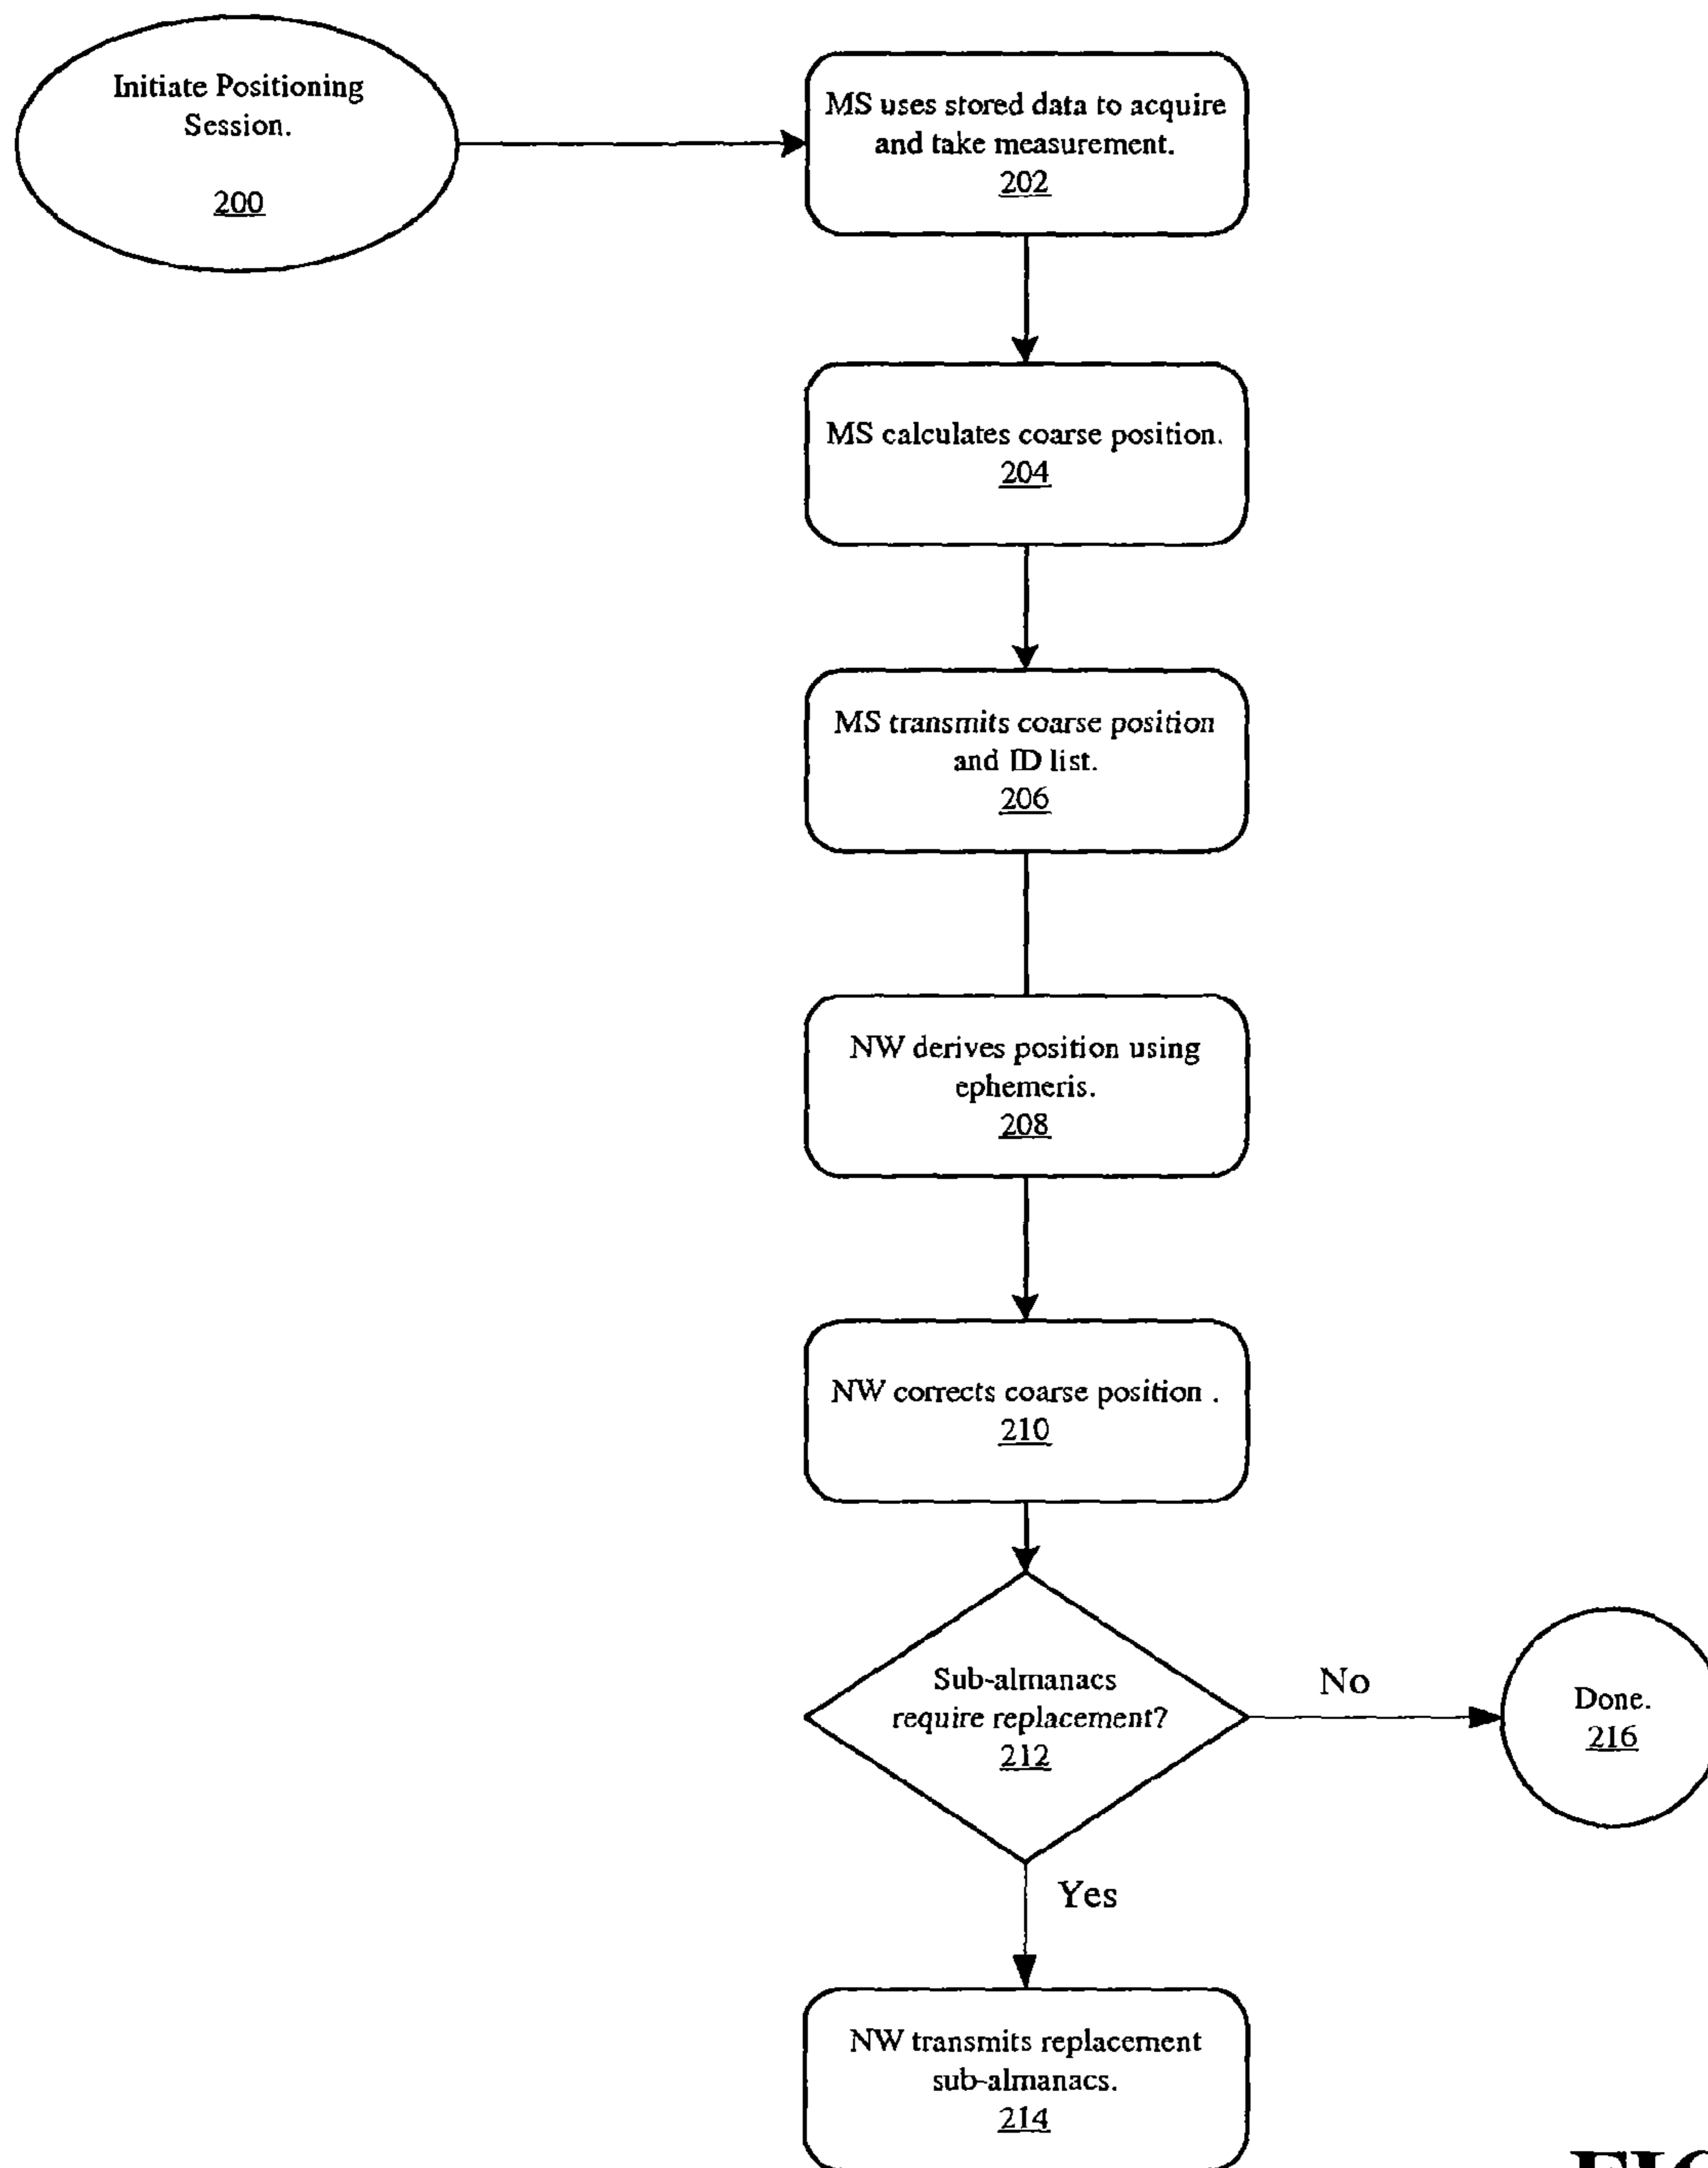 Initiate Positioning
Session.
200
MS uses stored data to acquire
and take measurement.
202
MS calculates coarse position.
204
MS transmits coarse position
and ID list.
206
NW derives position using
ephemeris.
208
NW corrects coarse position .
210
Sub-almanacs
require replacement?
212
No
Done.
216
Yes
NW transmits replacement
sub-almanacs.
214